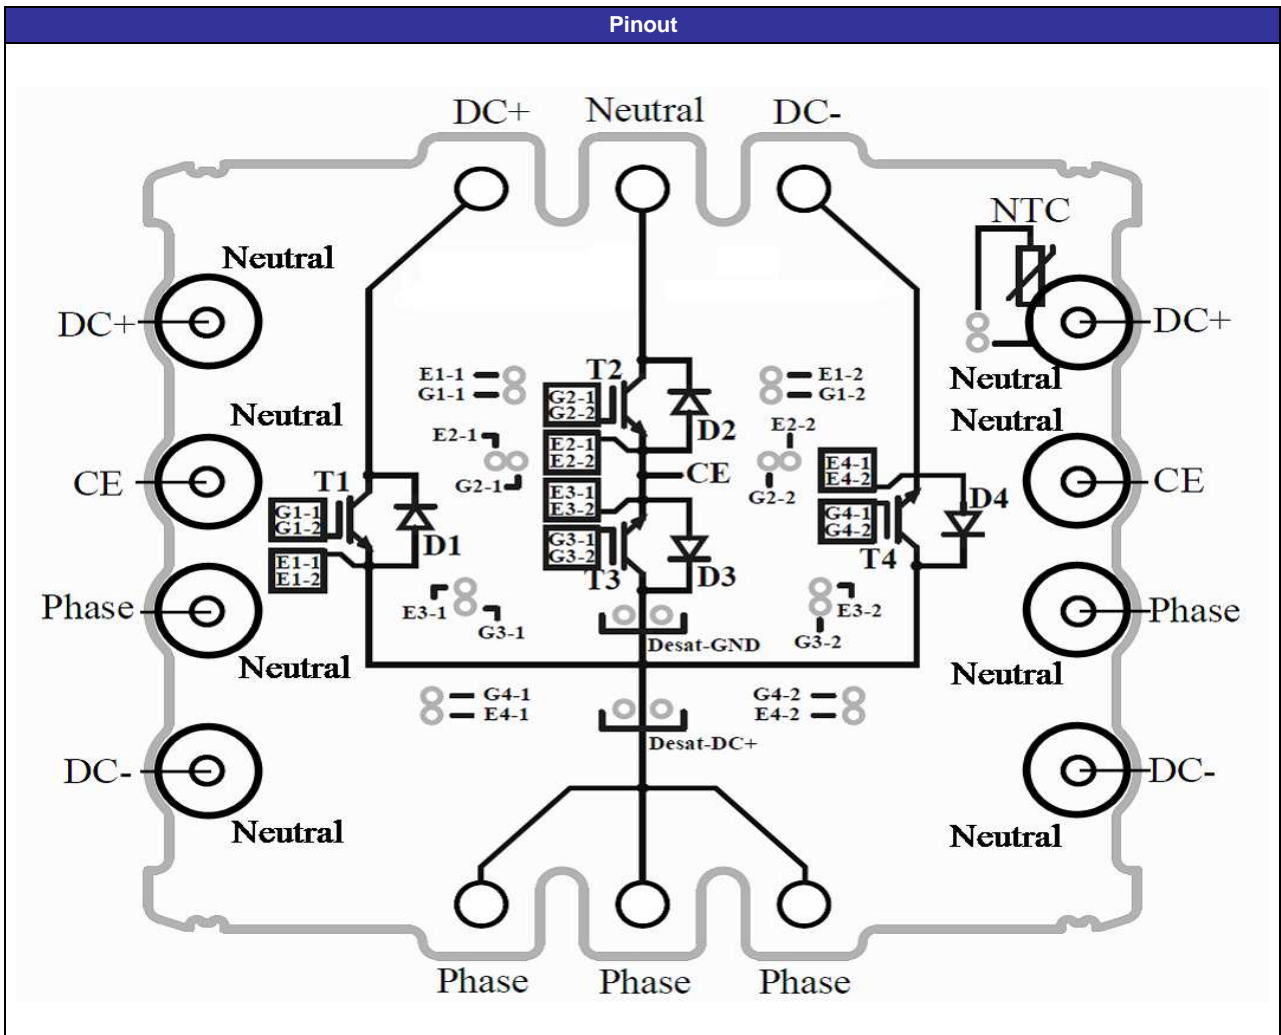 Pinout
DC+ Neutral DC-
NTC
Neutral
DC+
DC+
Neutral
Neutral
CE
Neutral
CE
Phase
Neutral
Phase
Neutral
DC-
Neutral
DC-
Neutral
E1-1
G1-1
T2
G2-1
G2-2
D2
E1-2
G1-2
E2-1
G2-1
E2-1
E2-2
CE
E2-2
G2-2
T1
G1-1
G1-2
D1
E1-1
E1-2
E3-1
E3-2
G3-1
G3-2
T3
D3
E4-1
E4-2
G4-1
G4-2
T4
D4
E3-1
G3-1
Desat-GND
E3-2
G3-2
G4-1
E4-1
Desat-DC+
G4-2
E4-2
Phase Phase Phase